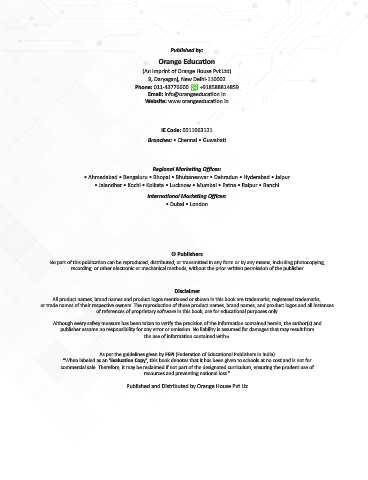 Published by:
Orange Education
(An Imprint of Orange House Pvt Ltd)
9, Daryaganj, New Delhi-110002
Phone: 011-43776600 +918588814859
Email: info@orangeeducation.in
Website: www.orangeeducation.in
IE Code: 0511063121
Branches: • Chennai • Guwahati
Regional Marketing Offices:
• Ahmedabad • Bengaluru • Bhopal • Bhubaneswar • Dehradun • Hyderabad • Jaipur
• Jalandhar • Kochi • Kolkata • Lucknow • Mumbai • Patna • Raipur • Ranchi
International Marketing Offices:
• Dubai • London
© Publishers
No part of this publication can be reproduced, distributed, or transmitted in any form or by any means, including photocopying,
recording, or other electronic or mechanical methods, without the prior written permission of the publisher.
Disclaimer
All product names, brand names and product logos mentioned or shown in this book are trademarks, registered trademarks,
or trade names of their respective owners. The reproduction of these product names, brand names, and product logos and all instances
of references of proprietary software in this book, are for educational purposes only.
Although every safety measure has been taken to verify the precision of the informative contained herein, the author(s) and
publisher assume no responsibility for any error or omission. No liability is assumed for damages that may result from
the use of information contained within.
As per the guidelines given by FEPI (Federation of Educational Publishers in India)
"When labeled as an 'Evaluation Copy', this book denotes that it has been given to schools at no cost and is not for
commercial sale. Therefore, it may be reclaimed if not part of the designated curriculum, ensuring the prudent use of
resources and preventing national loss."
Published and Distributed by Orange House Pvt Ltd